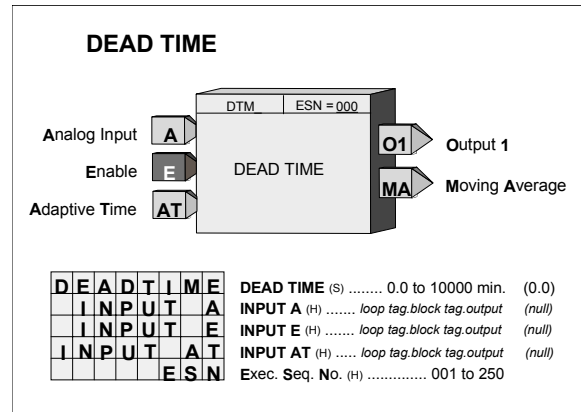 DEAD TIME
DTM_ ESN = 000
Analog Input A
Enable E
Adaptive Time AT
DEAD TIME
O1 Output 1
MA Moving Average
DEADTIME DEAD TIME (S) ........ 0.0 to 10000 min. (0.0)
INPUT A INPUT A (H) ....... loop tag.block tag.output (null)
INPUT E INPUT E (H) ....... loop tag.block tag.output (null)
INPUT AT INPUT AT (H) ..... loop tag.block tag.output (null)
ESN Exec. Seq. No. (H) .............. 001 to 250